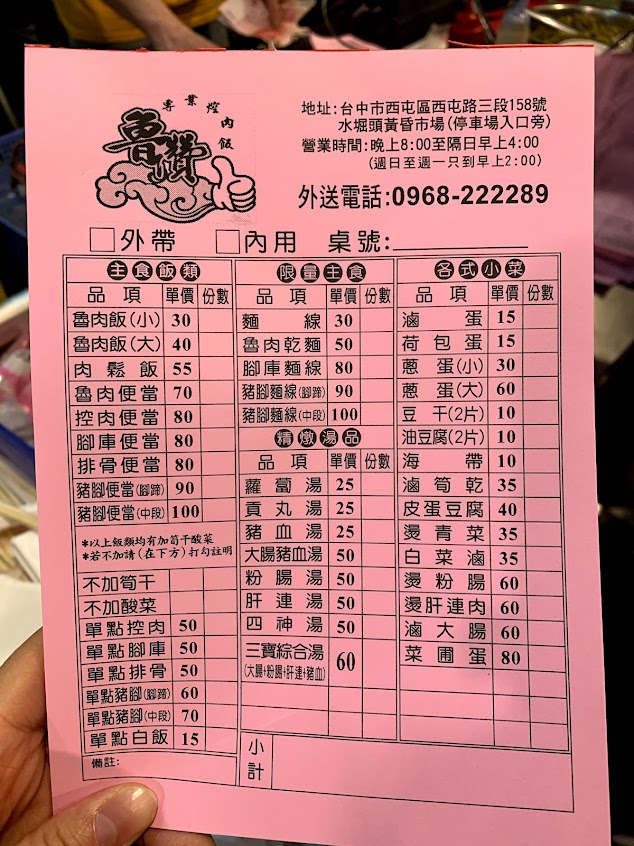 專業控肉飯
魯讚
地址:台中市西屯區西屯路三段158號
水堀頭黃昏市場(停車場入口旁)
營業時間:晚上8:00至隔日早上4:00
(週日至週一只到早上2:00)
外送電話:0968-222289
□外帶 □內用 桌號:
主食飯類
品項 單價 份數
魯肉飯(小) 30
魯肉飯(大) 40
肉鬆飯 55
魯肉便當 70
控肉便當 80
腳庫便當 80
排骨便當 80
豬腳便當(腳蹄) 90
豬腳便當(中段) 100
*以上飯類均有加筍干酸菜
*若不加請(在下方)打勾註明
不加筍干
不加酸菜
單點控肉 50
單點腳庫 50
單點排骨 50
單點豬腳(腳蹄) 60
單點豬腳(中段) 70
單點白飯 15
備註:
限量主食
品項 單價 份數
麵線 30
魯肉乾麵 50
腳庫麵線 80
豬腳麵線(腳蹄) 90
豬腳麵線(中段) 100
精燉湯品
品項 單價 份數
蘿蔔湯 25
貢丸湯 25
豬血湯 25
大腸豬血湯 50
粉腸湯 50
肝連湯 50
四神湯 50
三寶綜合湯 60
(大腸+粉腸+肝連+豬血)
小計
各式小菜
品項 單價 份數
滷蛋 15
荷包蛋 15
蔥蛋(小) 30
蔥蛋(大) 60
豆干(2片) 10
油豆腐(2片) 10
海帶 10
滷筍乾 35
皮蛋豆腐 40
燙青菜 35
白菜滷 35
燙粉腸 60
燙肝連肉 60
滷大腸 60
菜圃蛋 80